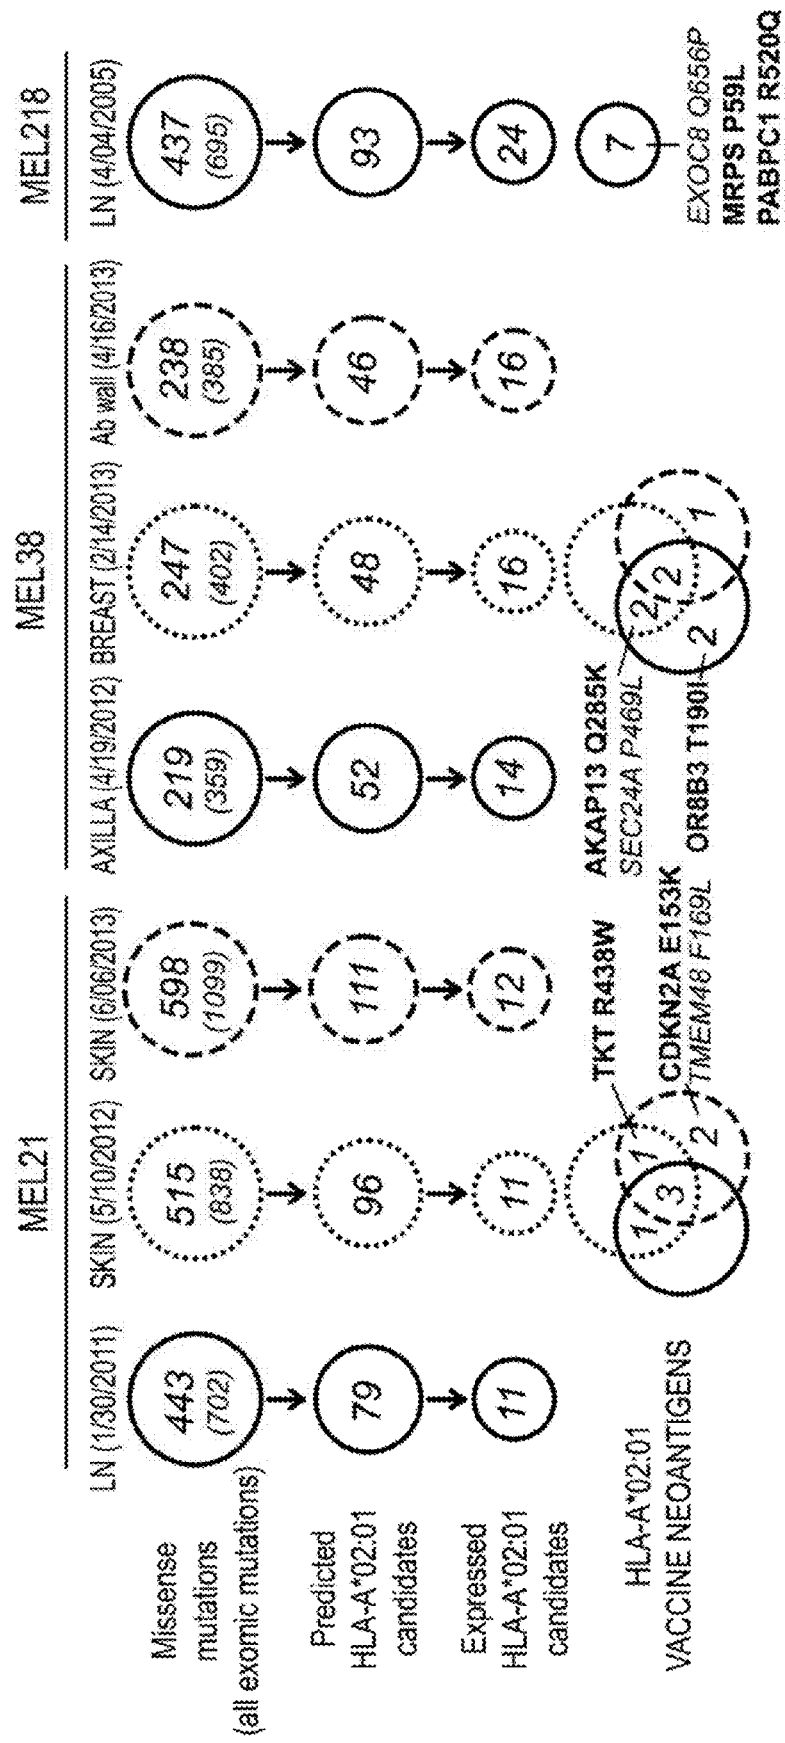 MEL21
MEL38
MEL218
LN (1/30/2011)
SKIN (5/10/2012)
SKIN (6/06/2013)
AXILLA (4/19/2012)
BREAST (2/14/2013)
Ab wall (4/16/2013)
LN (4/04/2005)
Missense
mutations
(all exomic mutations)
443
(702)
515
(838)
598
(1099)
219
(359)
247
(402)
238
(385)
437
(695)
Predicted
HLA-A*02:01
candidates
79
96
111
52
48
46
93
Expressed
HLA-A*02:01
candidates
11
11
12
14
16
16
24
HLA-A*02:01
VACCINE NEOANTIGENS
1
3
1
2
TKT R438W
CDKN2A E153K
TMEM48 F169L
AKAP13 Q285K
SEC24A P469L
OR8B3 T190I
2
2
2
1
7
EXOC8 Q656P
MRPS P59L
PABPC1 R520Q